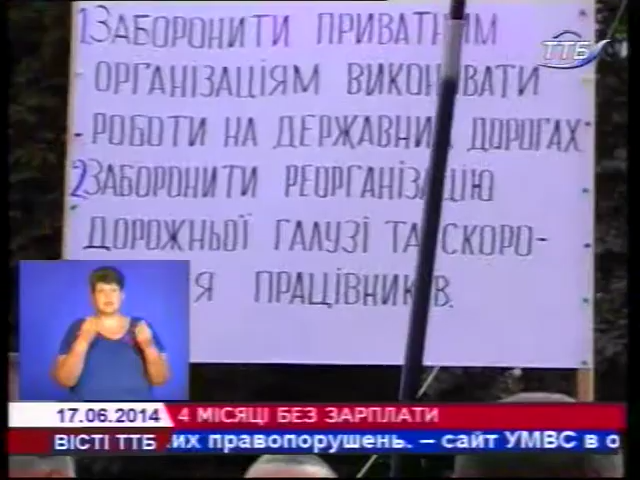 1. ЗАБОРОНИТИ ПРИВАТНИМ
ТТБ
ОРГАНІЗАЦІЯМ ВИКОНУВАТИ
РОБОТИ НА ДЕРЖАВНИХ ДОРОГАХ
2 ЗАБОРОНИТИ РЕОРГАНІЗАЦІЮ
ДОРОЖНЬОЇ ГАЛУЗІ ТА СКОРО-
Я ПРАЦІВНИКІВ.
17.06.2014 4 МІСЯЦІ БЕЗ ЗАРПЛАТИ
ВІСТІ ТТБ их правопорушень. – сайт УМВС в о